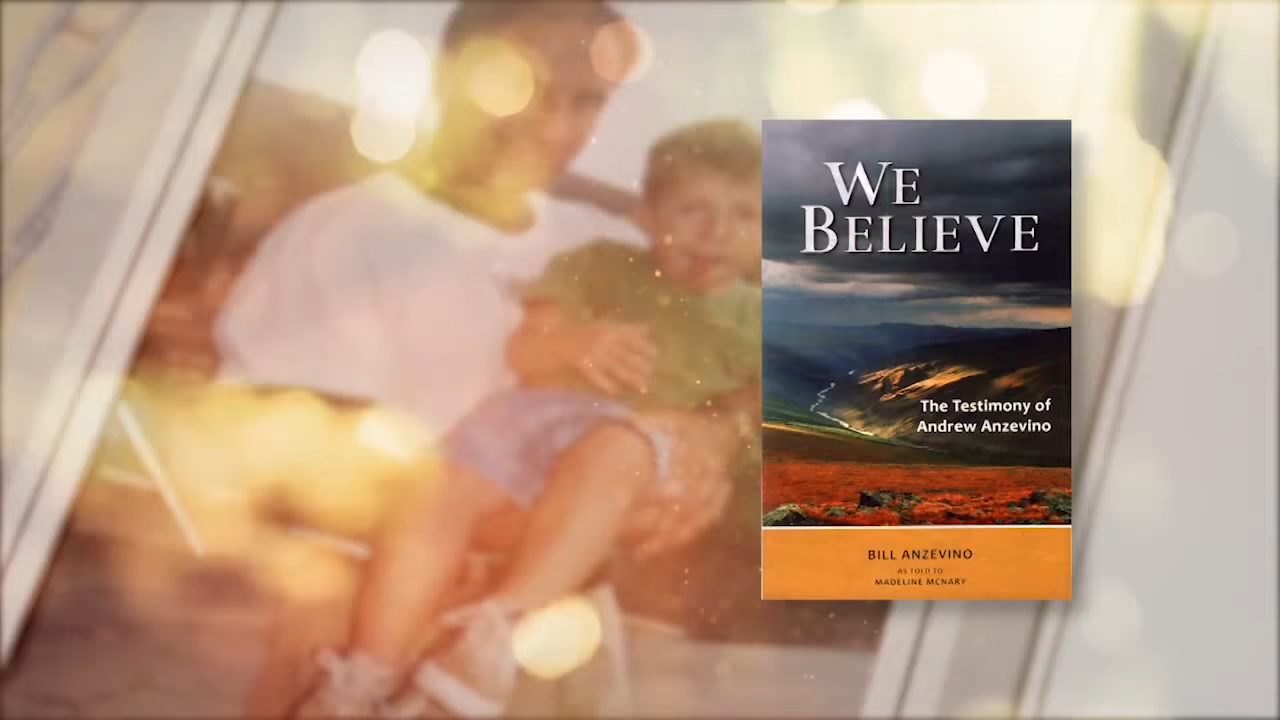 WE
BELIEVE
The Testimony of
Andrew Anzevino
BILL ANZEVINO
AS TOLD TO
MADELINE MCNARY